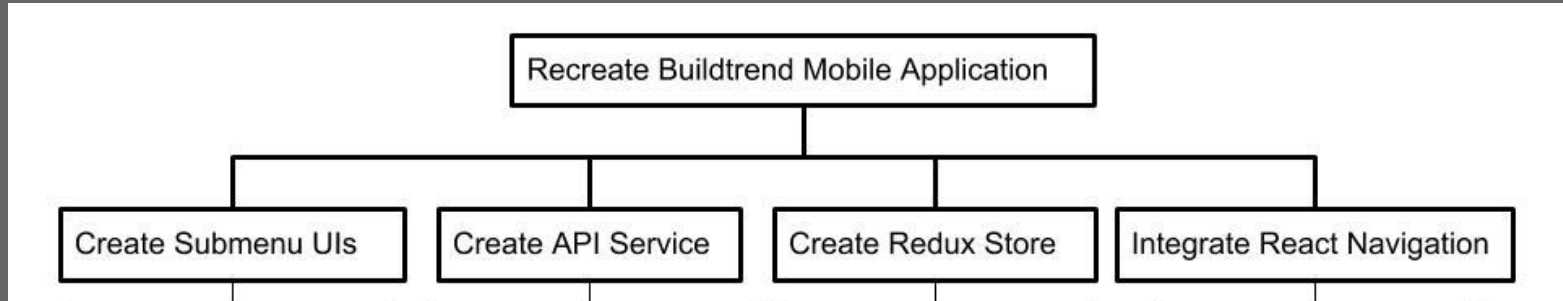 Recreate Buildtrend Mobile Application
Create Submenu UIs
Create API Service
Create Redux Store
Integrate React Navigation